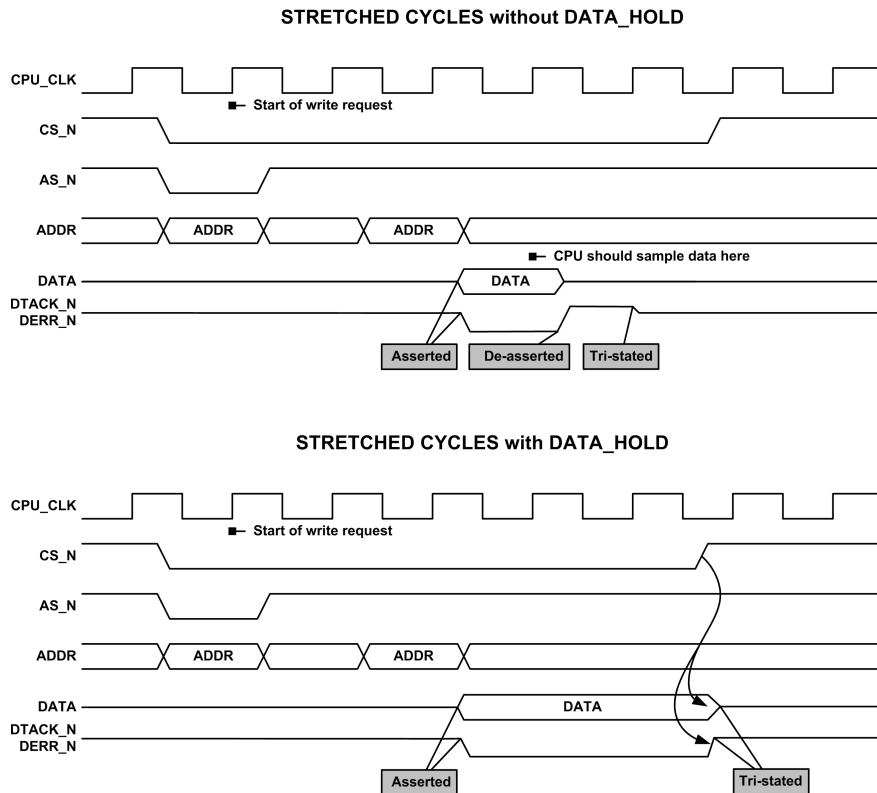 STRETCHED CYCLES without DATA_HOLD
CPU_CLK
Start of write request
CS_N
AS_N
ADDR
ADDR
ADDR
CPU should sample data here
DATA
DATA
DTACK_N
DERR_N
Asserted
De-asserted
Tri-stated
STRETCHED CYCLES with DATA_HOLD
CPU_CLK
Start of write request
CS_N
AS_N
ADDR
ADDR
ADDR
DATA
DATA
DTACK_N
DERR_N
Asserted
Tri-stated